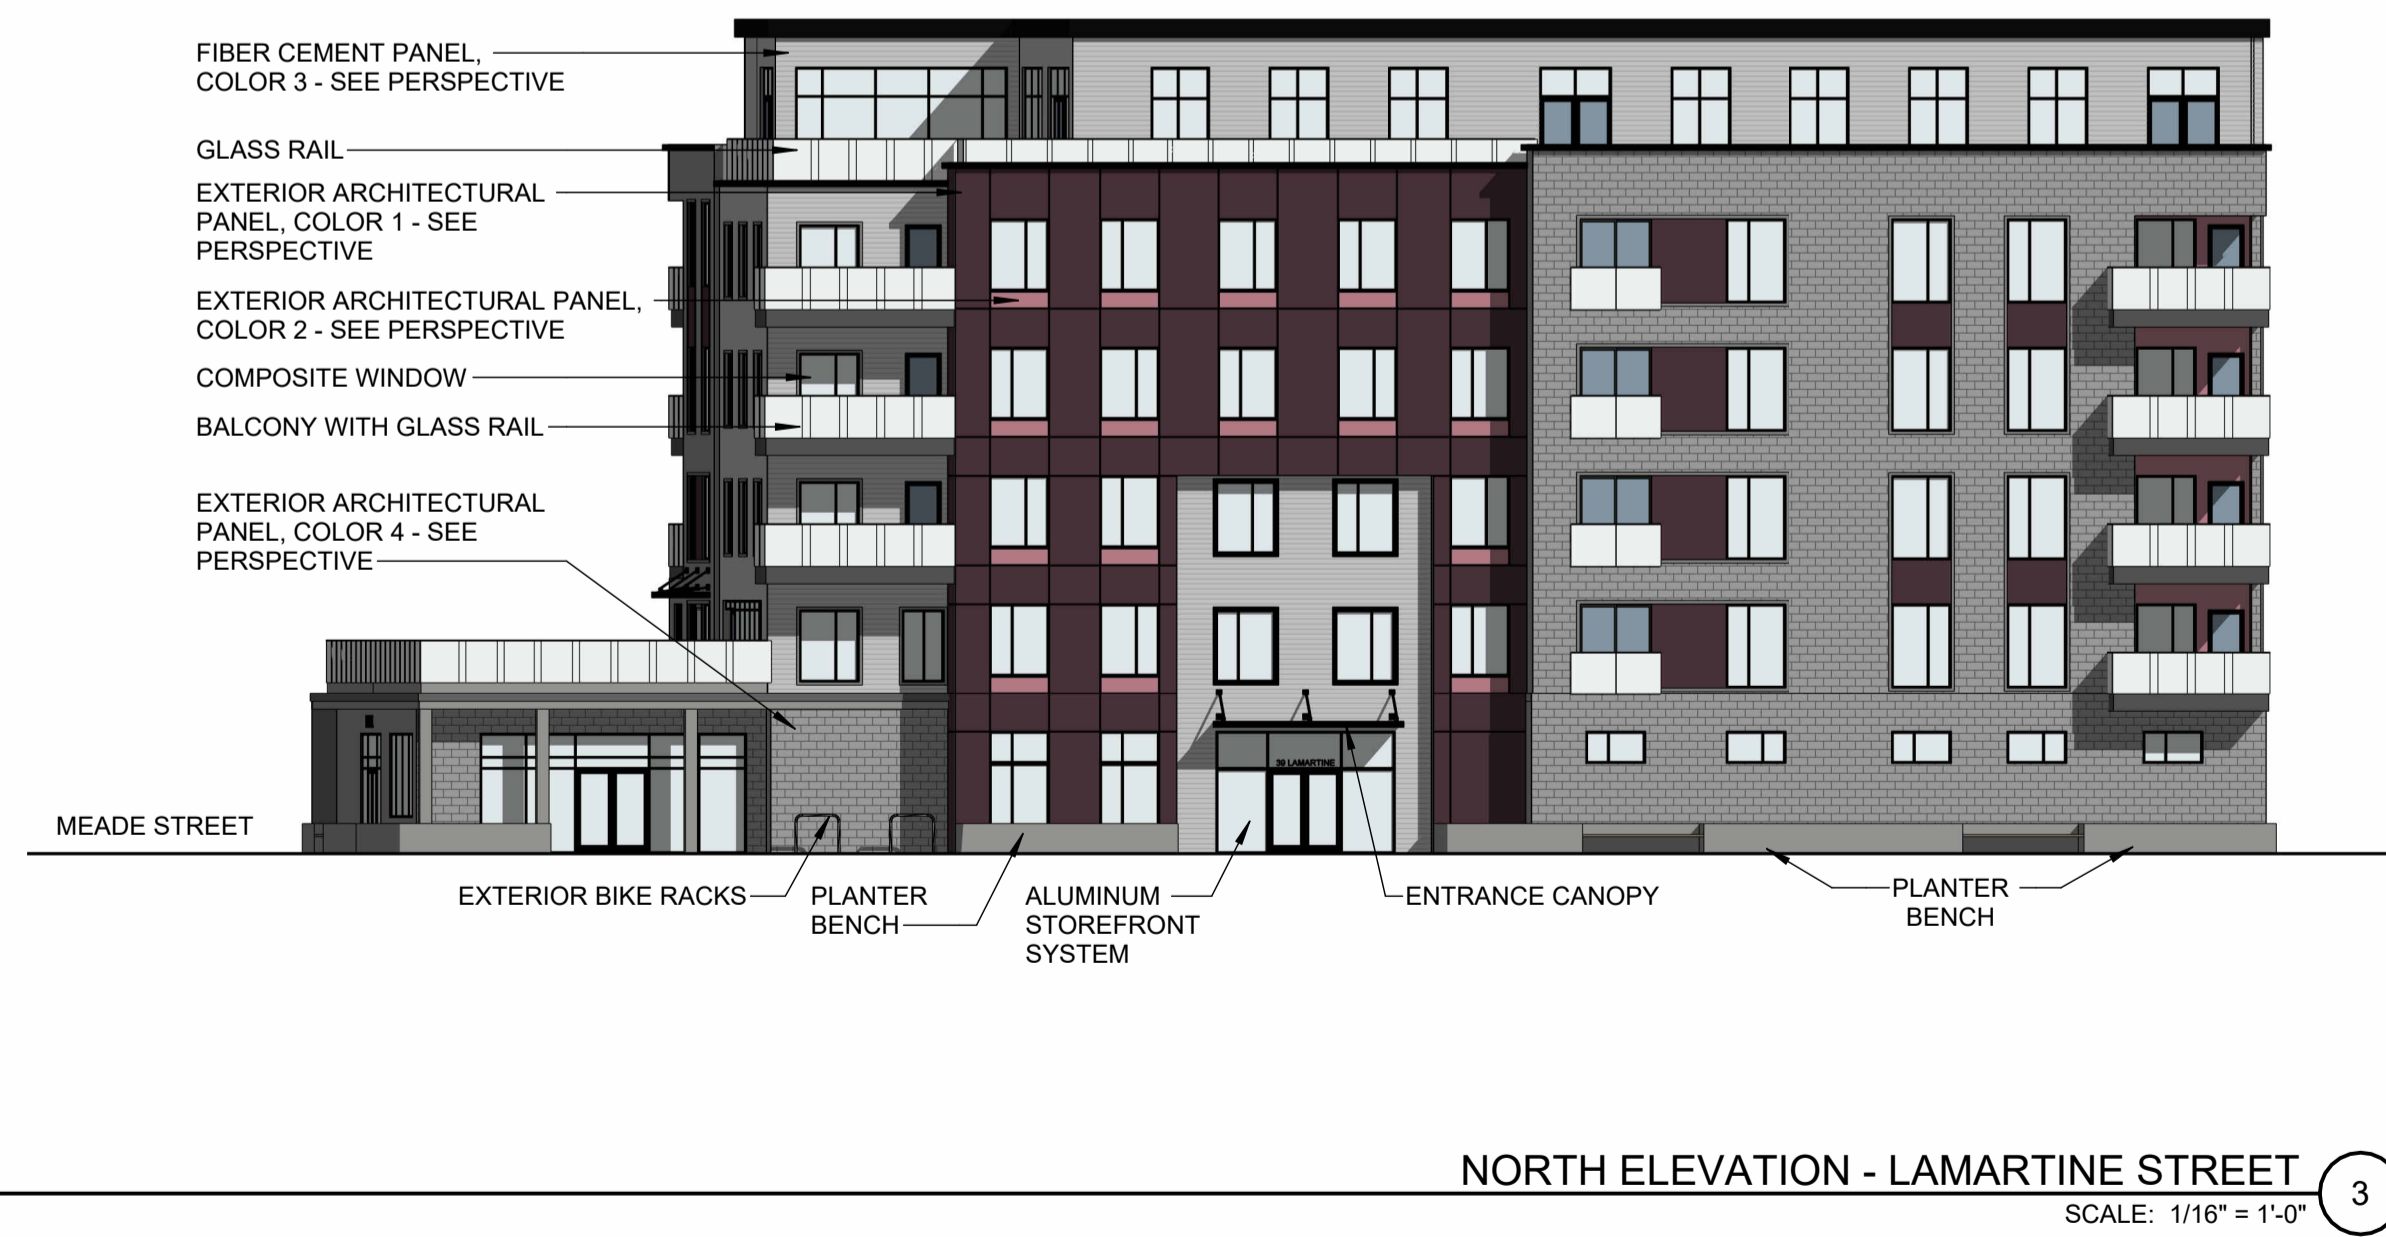 FIBER CEMENT PANEL,
COLOR 3 - SEE PERSPECTIVE
GLASS RAIL
EXTERIOR ARCHITECTURAL
PANEL, COLOR 1 - SEE
PERSPECTIVE
EXTERIOR ARCHITECTURAL PANEL,
COLOR 2 - SEE PERSPECTIVE
COMPOSITE WINDOW
BALCONY WITH GLASS RAIL
EXTERIOR ARCHITECTURAL
PANEL, COLOR 4 - SEE
PERSPECTIVE
39 LAMARTINE
MEADE STREET
EXTERIOR BIKE RACKS
PLANTER
BENCH
ALUMINUM
STOREFRONT
SYSTEM
ENTRANCE CANOPY
PLANTER
BENCH
NORTH ELEVATION - LAMARTINE STREET
3
SCALE: 1/16" = 1'-0"